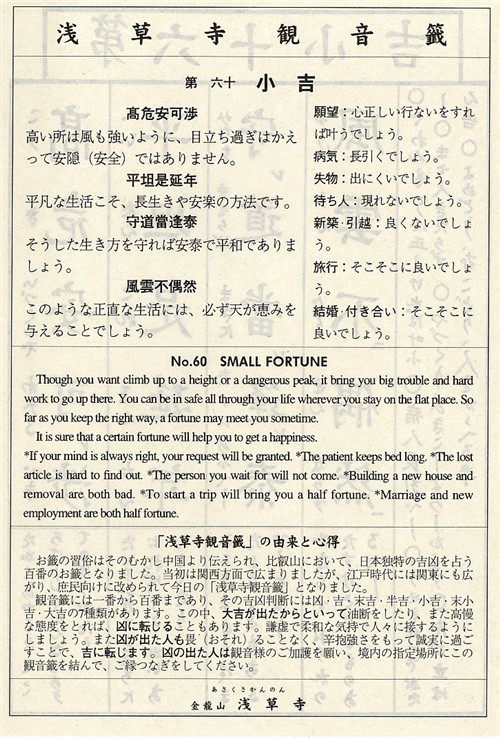 浅草寺観音籤
第 六十 小吉
髙危安可渉
高い所は風も強いように、目立ち過ぎはかえ
って安隠（安全）ではありません。
平坦是延年
平凡な生活こそ、長生きや安楽の方法です。
守道當逢泰
そうした生き方を守れば安泰で平和でありま
しょう。
風雲不偶然
このような正直な生活には、必ず天が恵みを
与えることでしょう。
願望：心正しい行ないをすれ
ば叶うでしょう。
病気：長引くでしょう。
失物：出にくいでしょう。
待ち人：現れないでしょう。
新築・引越：良くないでしょ
う。
旅行：そこそこに良いでしょ
う。
結婚・付き合い：そこそこに
良いでしょう。
No.60 SMALL FORTUNE
Though you want climb up to a height or a dangerous peak, it bring you big trouble and hard
work to go up there. You can be in safe all through your life wherever you stay on the flat place. So
far as you keep the right way, a fortune may meet you sometime.
It is sure that a certain fortune will help you to get a happiness.
*If your mind is always right, your request will be granted. *The patient keeps bed long. *The lost
article is hard to find out. *The person you wait for will not come. *Building a new house and
removal are both bad. *To start a trip will bring you a half fortune. *Marriage and new
employment are both half fortune.
「浅草寺観音籤」の由来と心得
お籤の習俗はそのむかし中国より伝えられ、比叡山において、日本独特の吉凶を占う
百番のお籤となりました。当初は関西方面で広まりましたが、江戸時代には関東にも広
がり、庶民向けに改められて今日の「浅草寺観音籤」となりました。
観音籤には一番から百番まであり、その吉凶判断には凶・吉・末吉・半吉・小吉・末小
吉・大吉の種類があります。この中、大吉が出たからといって油断をしたり、また高慢
な態度をとれば、凶に転じることもあります。謙虚で柔和な気持で人々に接するように
しましょう。また凶が出た人も畏（おそれ）ることなく、辛抱強さをもって誠実に過ご
すことで、吉に転じます。凶の出た人は観音様のご加護を願い、境内の指定場所にこの
観音籤を結んで、ご縁つなぎをしてください。
あさくさかんのん
金龍山 浅草寺